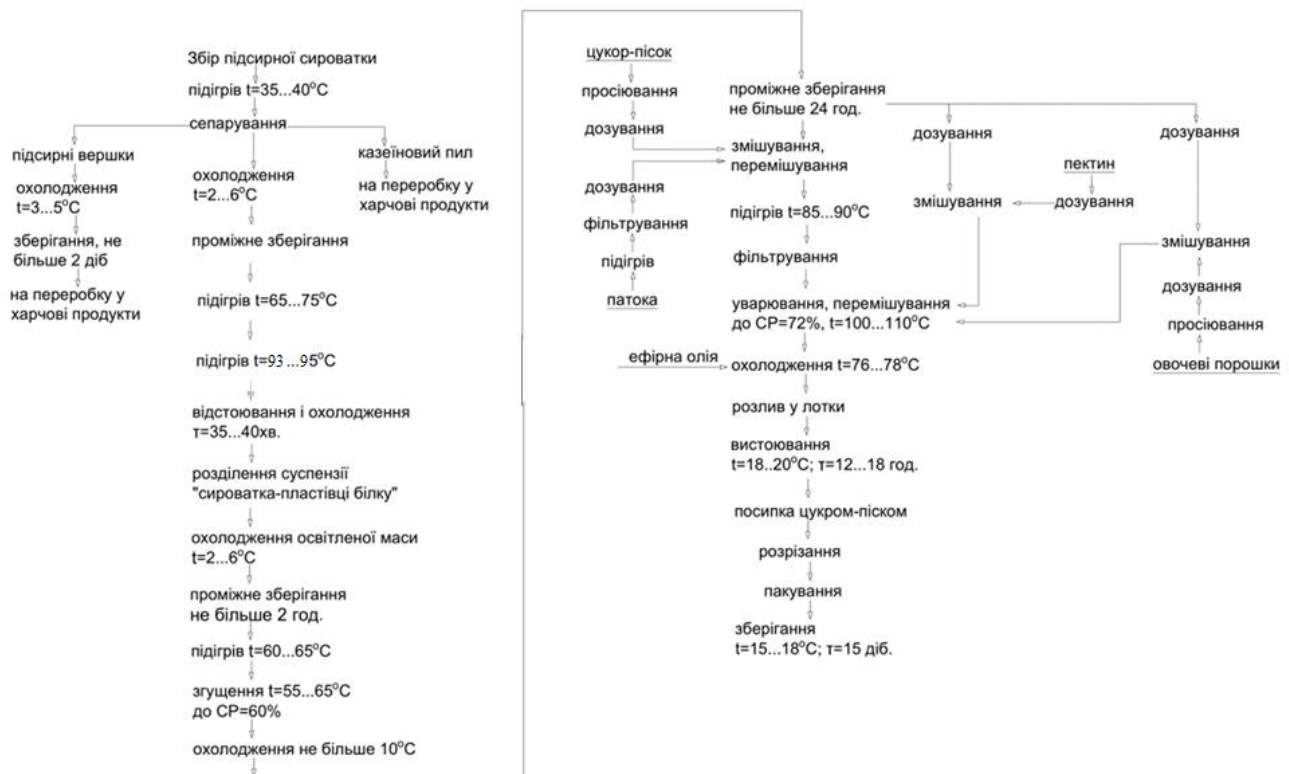 Збір підсирної сироватки
підігрів t=35...40°C
сепарування
підсирні вершки
охолодження
t=3...5°C
зберігання, не
більше 2 діб
на переробку у
харчові продукти
казеїновий пил
на переробку у
харчові продукти
охолодження
t=2...6°C
проміжне зберігання
підігрів t=65...75°C
підігрів t=93...95°C
відстоювання і охолодження
τ=35...40хв.
розділення суспензії
"сироватка-пластівці білку"
охолодження освітленої маси
t=2...6°C
проміжне зберігання
не більше 2 год.
підігрів t=60...65°C
згущення t=55...65°C
до СР=60%
охолодження не більше 10°C
цукор-пісок
просіювання
дозування
дозування
фільтрування
підігрів
патока
проміжне зберігання
не більше 24 год.
змішування,
перемішування
підігрів t=85...90°C
фільтрування
уварювання, перемішування
до СР=72%, t=100...110°C
ефірна олія
охолодження t=76...78°C
розлив у лотки
вистоювання
t=18..20°C; τ=12...18 год.
посипка цукром-піском
розрізання
пакування
зберігання
t=15...18°C; τ=15 діб.
дозування
пектин
змішування
дозування
дозування
змішування
дозування
просіювання
овочеві порошки